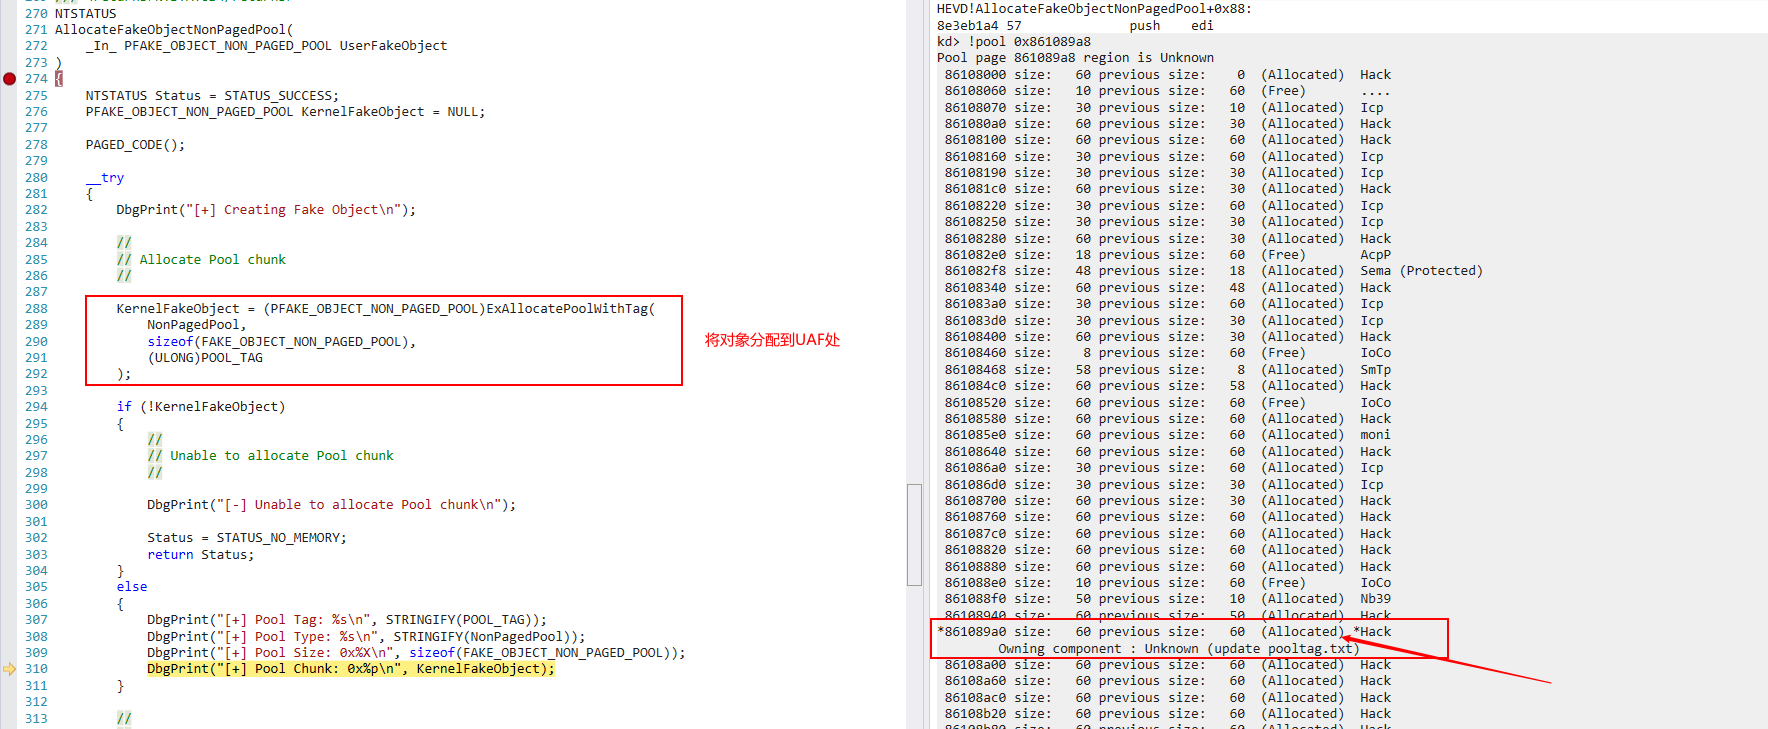 270 NTSTATUS
271 AllocateFakeObjectNonPagedPool(
272     _In_ PFAKE_OBJECT_NON_PAGED_POOL UserFakeObject
273 )
274 {
275     NTSTATUS Status = STATUS_SUCCESS;
276     PFAKE_OBJECT_NON_PAGED_POOL KernelFakeObject = NULL;
277
278     PAGED_CODE();
279
280     __try
281     {
282         DbgPrint("[+] Creating Fake Object\n");
283
284         //
285         // Allocate Pool chunk
286         //
287
288         KernelFakeObject = (PFAKE_OBJECT_NON_PAGED_POOL)ExAllocatePoolWithTag(
289             NonPagedPool,
290             sizeof(FAKE_OBJECT_NON_PAGED_POOL),
291             (ULONG)POOL_TAG
292         );
293
294         if (!KernelFakeObject)
295         {
296             //
297             // Unable to allocate Pool chunk
298             //
299
300             DbgPrint("[-] Unable to allocate Pool chunk\n");
301
302             Status = STATUS_NO_MEMORY;
303             return Status;
304         }
305         else
306         {
307             DbgPrint("[+] Pool Tag: %s\n", STRINGIFY(POOL_TAG));
308             DbgPrint("[+] Pool Type: %s\n", STRINGIFY(NonPagedPool));
309             DbgPrint("[+] Pool Size: 0x%X\n", sizeof(FAKE_OBJECT_NON_PAGED_POOL));
310             DbgPrint("[+] Pool Chunk: 0x%p\n", KernelFakeObject);
311         }
312
313         //
将对象分配到UAF处
HEVD!AllocateFakeObjectNonPagedPool+0x88:
8e3eb1a4 57              push    edi
kd> !pool 0x861089a8
Pool page 861089a8 region is Unknown
 86108000 size:   60 previous size:    0  (Allocated)  Hack
 86108060 size:   10 previous size:   60  (Free)       ....
 86108070 size:   30 previous size:   10  (Allocated)  Icp
 861080a0 size:   60 previous size:   30  (Allocated)  Hack
 86108100 size:   60 previous size:   60  (Allocated)  Hack
 86108160 size:   30 previous size:   60  (Allocated)  Icp
 86108190 size:   30 previous size:   30  (Allocated)  Icp
 861081c0 size:   60 previous size:   30  (Allocated)  Hack
 86108220 size:   30 previous size:   60  (Allocated)  Icp
 86108250 size:   30 previous size:   30  (Allocated)  Icp
 86108280 size:   60 previous size:   30  (Allocated)  Hack
 861082e0 size:   18 previous size:   60  (Free)       AcpP
 861082f8 size:   48 previous size:   18  (Allocated)  Sema (Protected)
 86108340 size:   60 previous size:   48  (Allocated)  Hack
 861083a0 size:   30 previous size:   60  (Allocated)  Icp
 861083d0 size:   30 previous size:   30  (Allocated)  Icp
 86108400 size:   60 previous size:   30  (Allocated)  Hack
 86108460 size:    8 previous size:   60  (Free)       IoCo
 86108468 size:   58 previous size:    8  (Allocated)  SmTp
 861084c0 size:   60 previous size:   58  (Allocated)  Hack
 86108520 size:   60 previous size:   60  (Free)       IoCo
 86108580 size:   60 previous size:   60  (Allocated)  Hack
 861085e0 size:   60 previous size:   60  (Allocated)  moni
 86108640 size:   60 previous size:   60  (Allocated)  Hack
 861086a0 size:   30 previous size:   60  (Allocated)  Icp
 861086d0 size:   30 previous size:   30  (Allocated)  Icp
 86108700 size:   60 previous size:   30  (Allocated)  Hack
 86108760 size:   60 previous size:   60  (Allocated)  Hack
 861087c0 size:   60 previous size:   60  (Allocated)  Hack
 86108820 size:   60 previous size:   60  (Allocated)  Hack
 86108880 size:   60 previous size:   60  (Allocated)  Hack
 861088e0 size:   10 previous size:   60  (Free)       IoCo
 861088f0 size:   50 previous size:   10  (Allocated)  Nb39
 86108940 size:   60 previous size:   50  (Allocated)  Hack
*861089a0 size:   60 previous size:   60  (Allocated) *Hack
        Owning component : Unknown (update pooltag.txt)
 86108a00 size:   60 previous size:   60  (Allocated)  Hack
 86108a60 size:   60 previous size:   60  (Allocated)  Hack
 86108ac0 size:   60 previous size:   60  (Allocated)  Hack
 86108b20 size:   60 previous size:   60  (Allocated)  Hack
 86108b80 size:   60 previous size:   60  (Allocated)  Hack